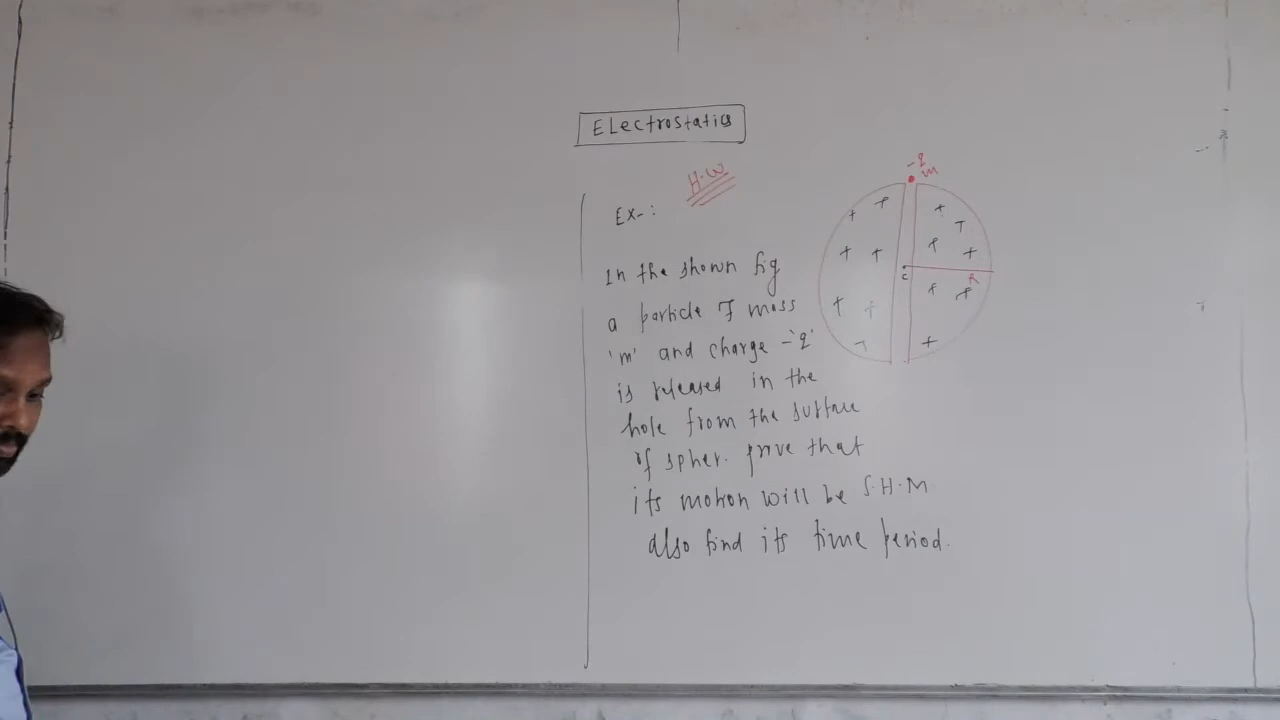 Electrostatics
H.W
Ex-:
In the shown fig
a particle of mass
'm' and charge -'q'
is released in the
hole from the surface
of spher. prove that
its motion will be S.H.M
also find its time period.
-q
m
C
R